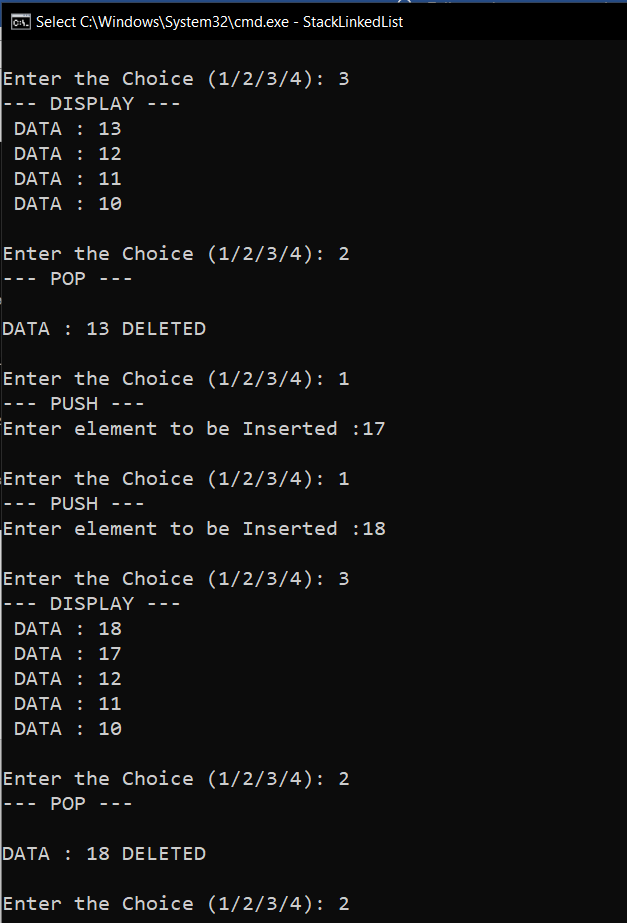 Select C:\Windows\System32\cmd.exe - StackLinkedList
Enter the Choice (1/2/3/4): 3
--- DISPLAY ---
DATA : 13
DATA : 12
DATA : 11
DATA : 10
Enter the Choice (1/2/3/4): 2
--- POP ---
DATA : 13 DELETED
Enter the Choice (1/2/3/4): 1
--- PUSH ---
Enter element to be Inserted :17
Enter the Choice (1/2/3/4): 1
--- PUSH ---
Enter element to be Inserted :18
Enter the Choice (1/2/3/4): 3
--- DISPLAY ---
DATA : 18
DATA : 17
DATA : 12
DATA : 11
DATA : 10
Enter the Choice (1/2/3/4): 2
--- POP ---
DATA : 18 DELETED
Enter the Choice (1/2/3/4): 2